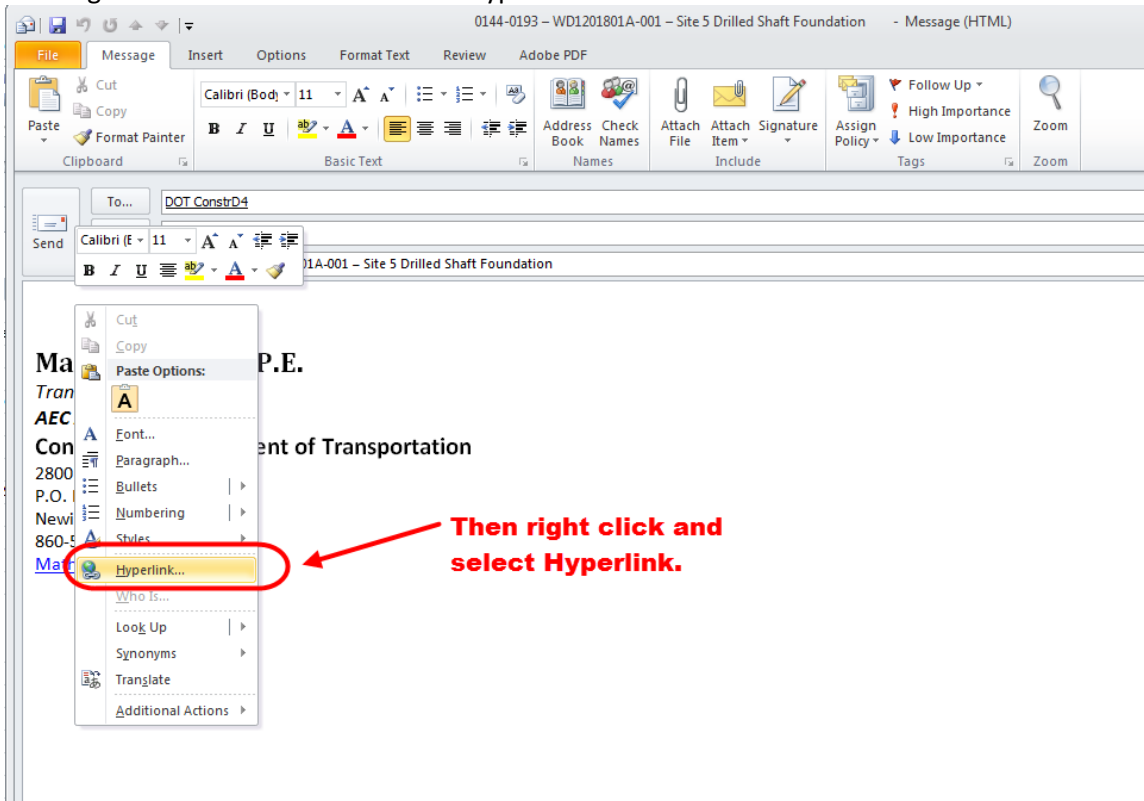 0144-0193 – WD1201801A-001 – Site 5 Drilled Shaft Foundation - Message (HTML)
File Message Insert Options Format Text Review Adobe PDF
Paste
Cut
Copy
Format Painter
Clipboard
Calibri (Body 11
B I U
Basic Text
Address Book
Check Names
Names
Attach File
Attach Item
Signature
Include
Assign Policy
Follow Up
High Importance
Low Importance
Tags
Zoom
Zoom
Send
To...
DOT ConstrD4
Calibri (E 11
B I U
01A-001 – Site 5 Drilled Shaft Foundation
Cut
Copy
Paste Options:
A
Font...
Paragraph...
Bullets
Numbering
Styles
Hyperlink...
Who Is...
Look Up
Synonyms
Translate
Additional Actions
Ma P.E.
Tran
AEC
Con ent of Transportation
2800
P.O.
Newi
860-5
Then right click and
select Hyperlink.